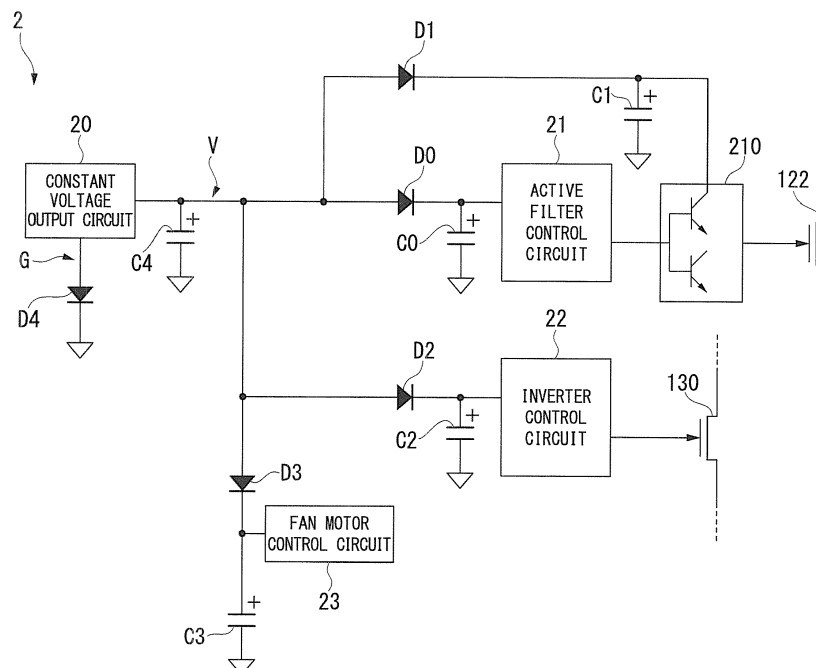 2
D1
C1
+
20
V
D0
21
210
122
CONSTANT
VOLTAGE
OUTPUT CIRCUIT
+
C4
+
C0
ACTIVE
FILTER
CONTROL
CIRCUIT
G
D4
22
D2
130
+
C2
INVERTER
CONTROL
CIRCUIT
D3
FAN MOTOR
CONTROL CIRCUIT
23
+
C3